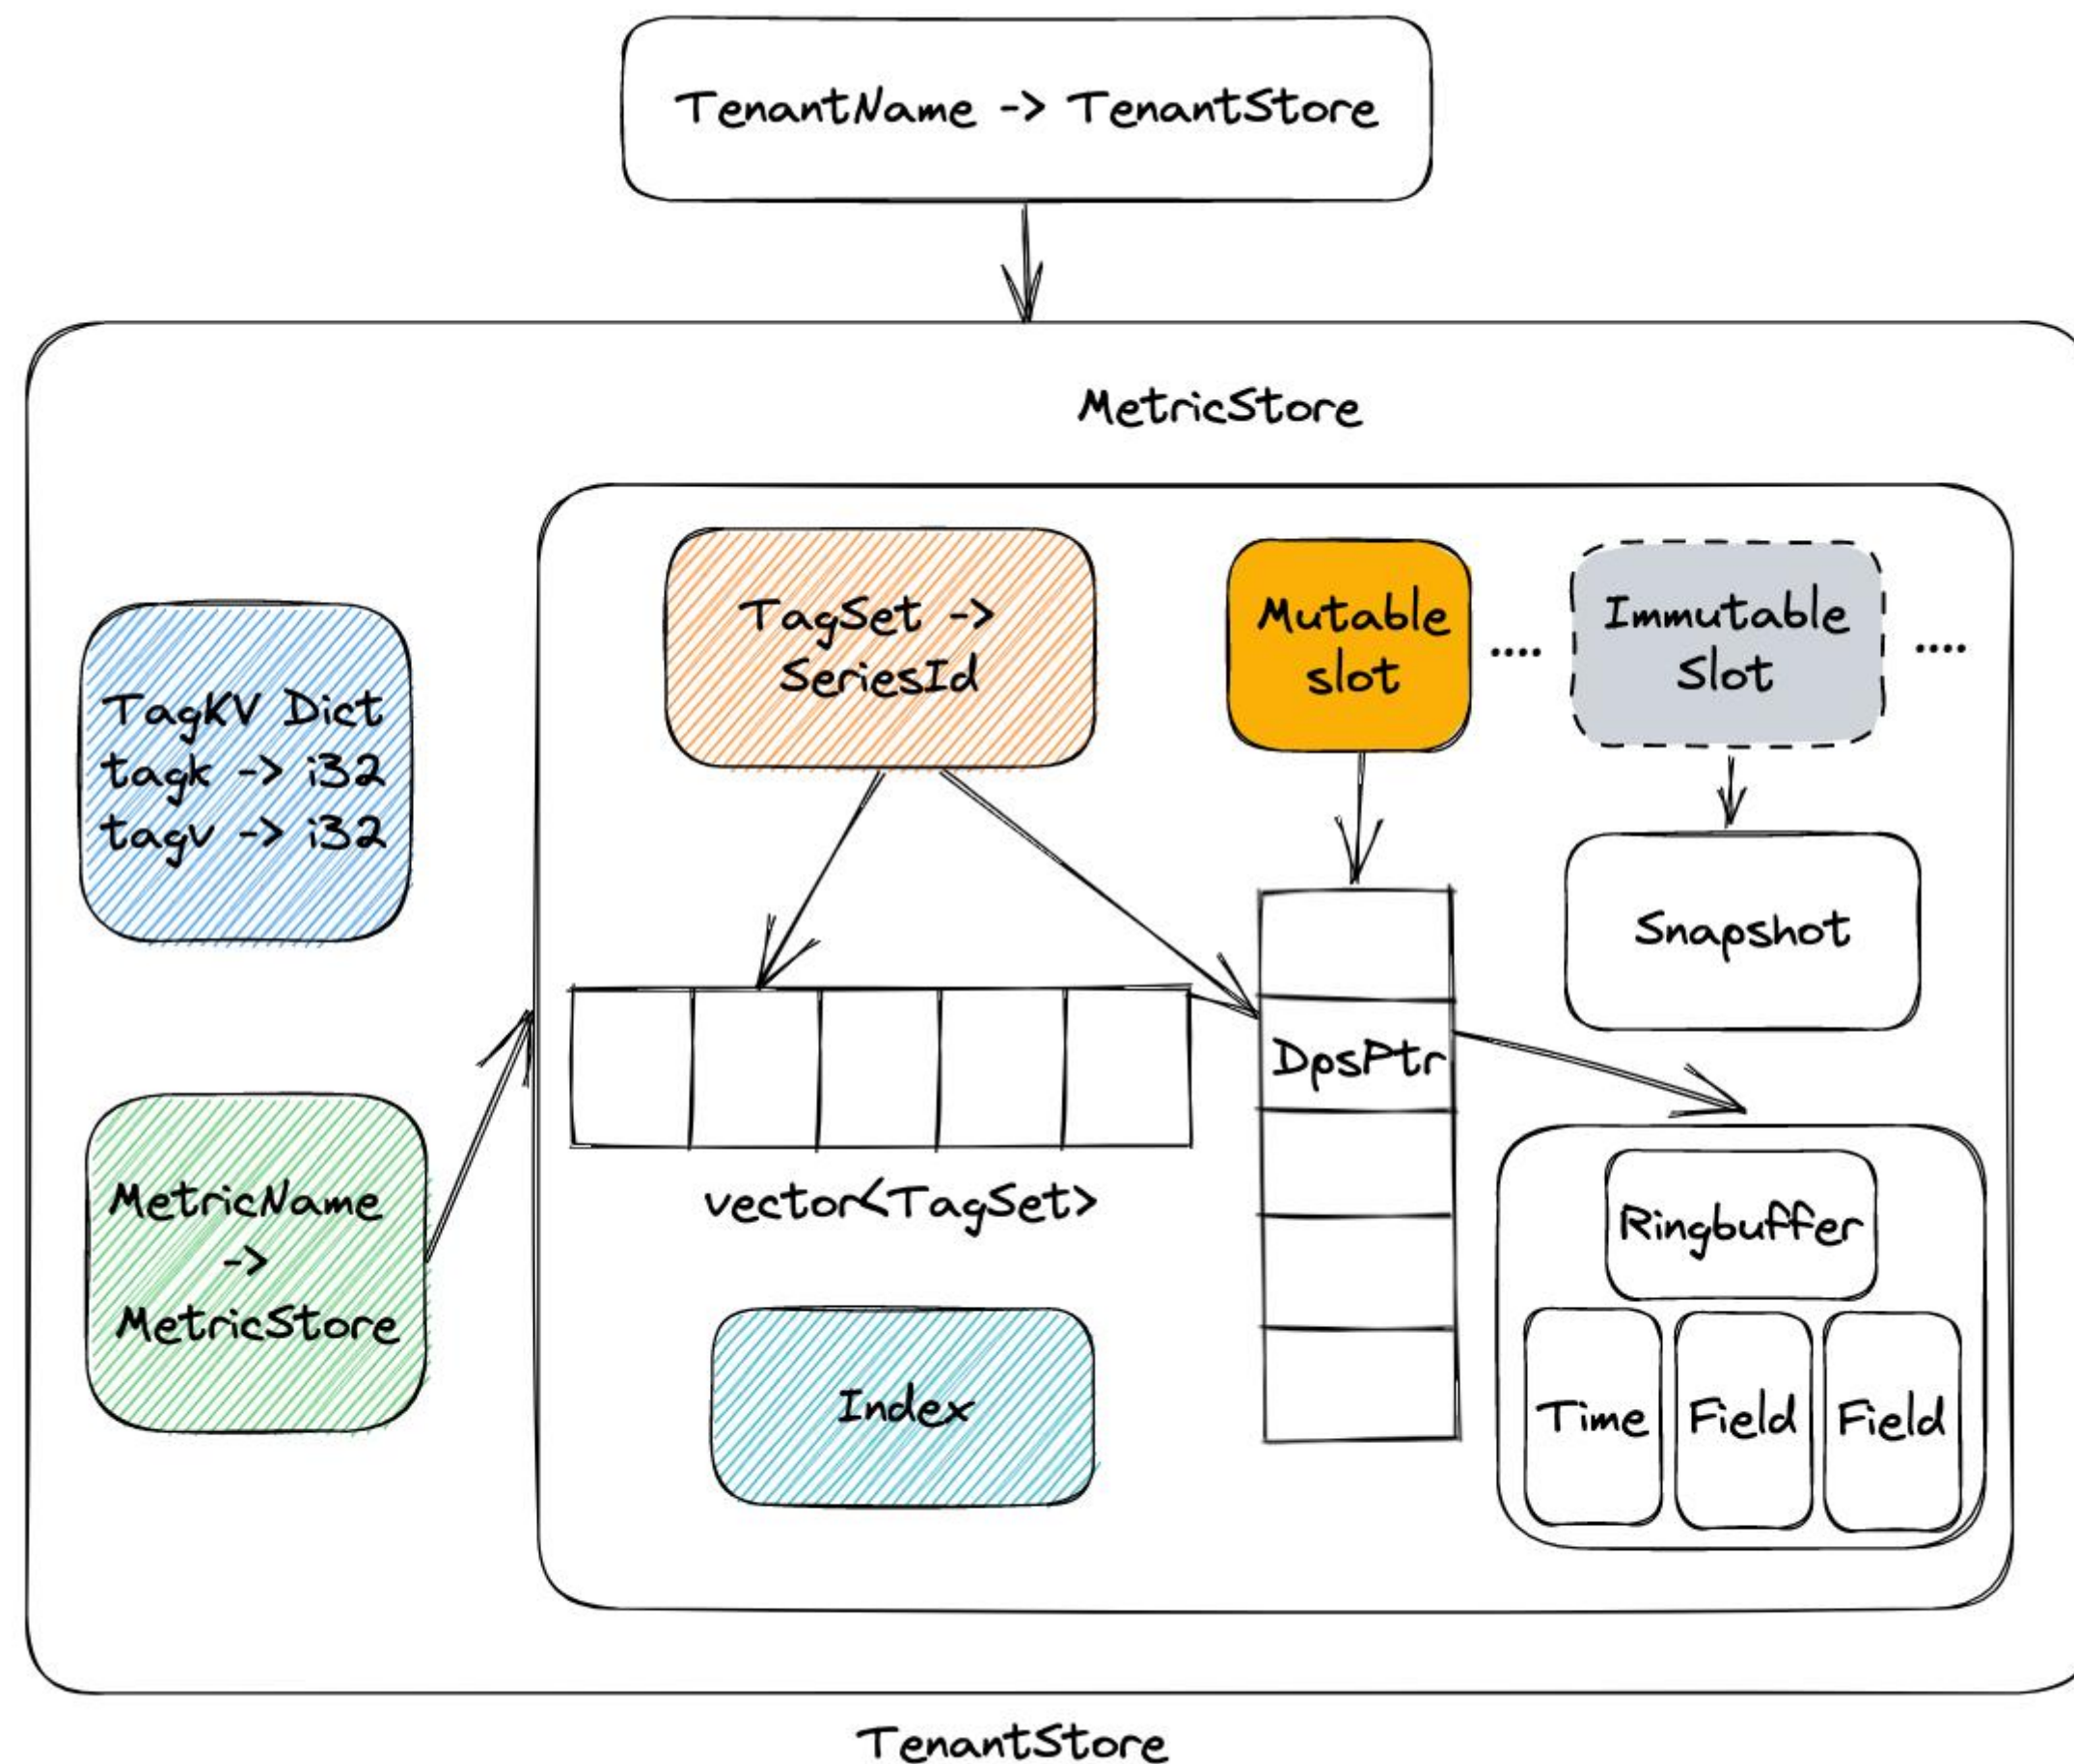 TenantName -> TenantStore
MetricStore
TagKV Dict
tagk -> i32
tagv -> i32
MetricName
->
MetricStore
TagSet ->
SeriesId
Mutable
slot
....
Immutable
Slot
....
Snapshot
DpsPtr
vector<TagSet>
Index
Ringbuffer
Time
Field
Field
TenantStore